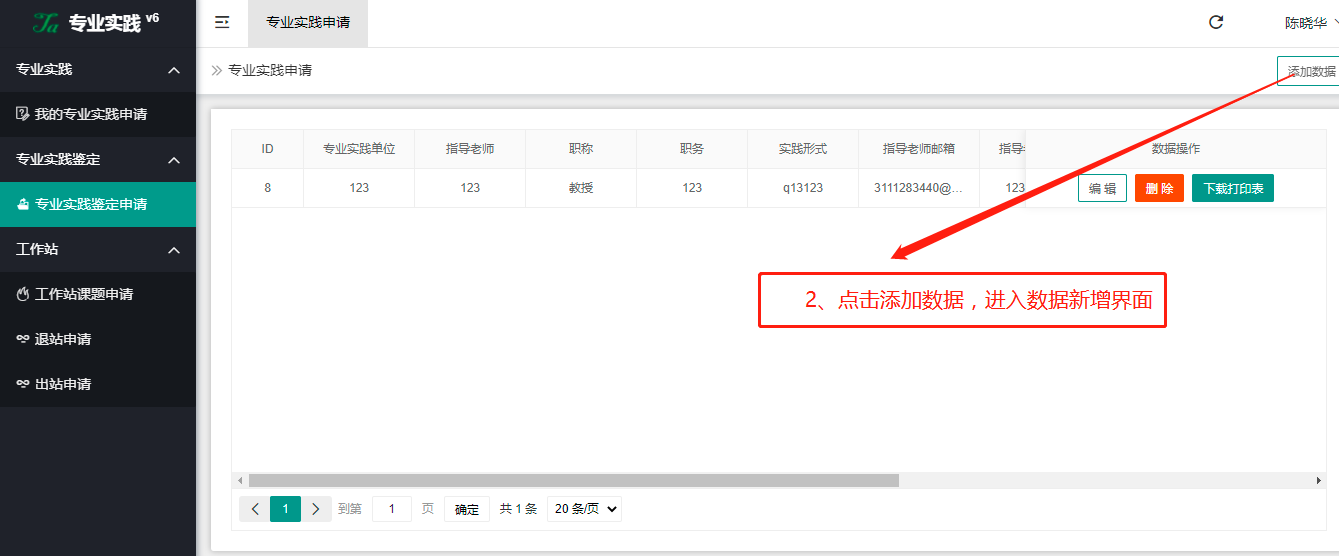 Ta 专业实践 v6
专业实践申请
陈晓华
专业实践
专业实践申请
添加数据
我的专业实践申请
专业实践鉴定
专业实践鉴定申请
工作站
工作站课题申请
退站申请
出站申请
ID 专业实践单位 指导老师 职称 职务 实践形式 指导老师邮箱 指导 数据操作
8 123 123 教授 123 q13123 3111283440@... 123 编辑 删除 下载打印表
2、点击添加数据，进入数据新增界面
1 到第 1 页 确定 共 1 条 20 条/页